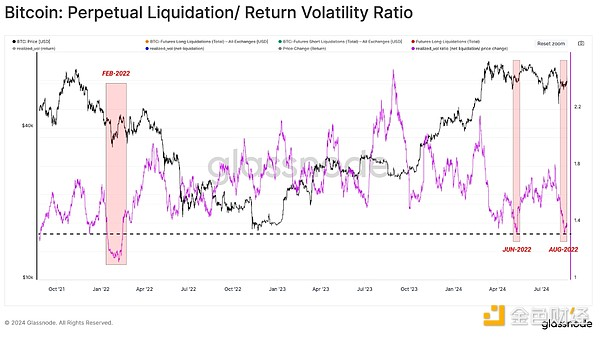 Bitcoin: Perpetual Liquidation/ Return Volatility Ratio
BTC: Price [USD]
BTC: Futures Long Liquidations (Total) - All Exchanges [USD]
BTC: Futures Short Liquidations (Total) - All Exchanges [USD]
Futures Long Liquidations (Total)
realized_vol (return)
realized_vol (net liquidation)
Price Change (Return)
realized_vol ratio (net liquidation/ price change)
Reset zoom
FEB-2022
$40k
$10k
2.2
1.8
1.4
1
glassnode
JUN-2022
AUG-2022
Oct '21
Jan '22
Apr '22
Jul '22
Oct '22
Jan '23
Apr '23
Jul '23
Oct '23
Jan '24
Apr '24
Jul '24
© 2024 Glassnode. All Rights Reserved.
glassnode
金色财经